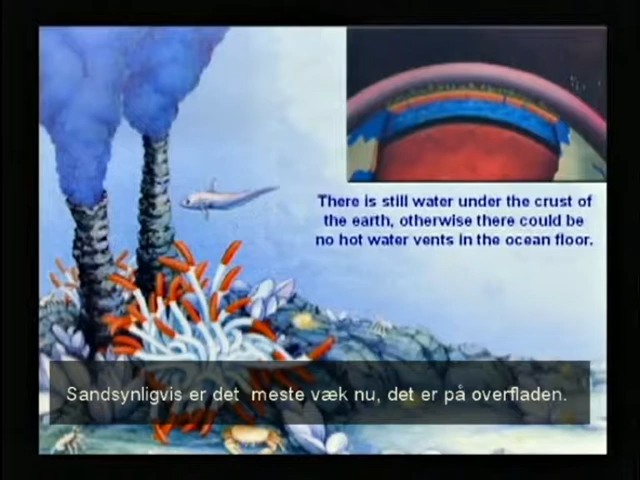 There is still water under the crust of
the earth, otherwise there could be
no hot water vents in the ocean floor.
Sandsynligvis er det meste væk nu, det er på overfladen.